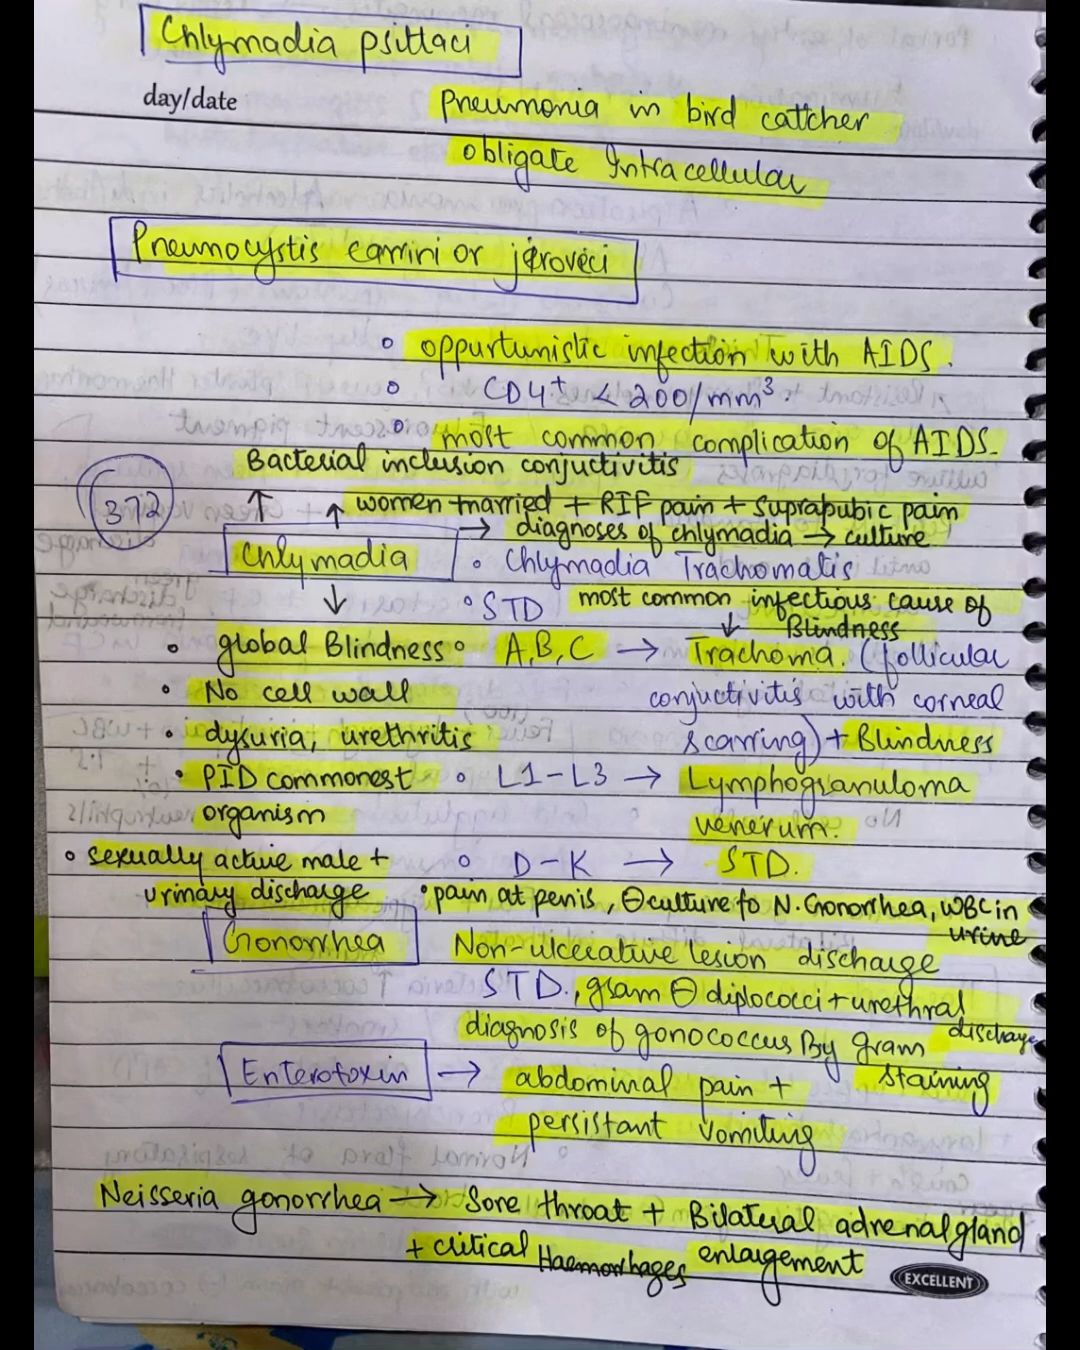 Chlymadia psittaci
day/date
Pneumonia in bird catcher
obligate Intracellular
Pneumocystis carrini or jeroveci
oppurtunistic infection with AIDS.
CD4+ < 200/mm³.
most common complication of AIDS.
Bacterial inclusion conjuctivitis
372
↑ ↑ women married + RIF pain + Suprapubic pain
→ diagnoses of chlymadia → culture
Chlymadia
• Chlymadia Trachomatis
↓ • STD
most common infectious cause of
↓ Blindness
• global Blindness
• A,B,C → Trachoma. (follicular
conjuctivitis with corneal
scarring) + Blindness
• No cell wall
• dysuria, urethritis
• PID commonest
organism
• L1-L3 → Lymphogranuloma
venerum.
• sexually active male +
urinary discharge
• D-K → STD.
• pain at penis, ⊖ culture fo N. Gonorrhea, WBC in
urine
Gonorrhea
Non-ulcerative lesion discharge
STD., gram ⊖ diplococci + urethral
discharge
diagnosis of gonococcus By gram
staining
Enterotoxin → abdominal pain +
persistant vomiting
Neisseria gonorrhea → Sore throat + Bilateral adrenal gland
+ critical Haemorrhages enlargement
EXCELLENT